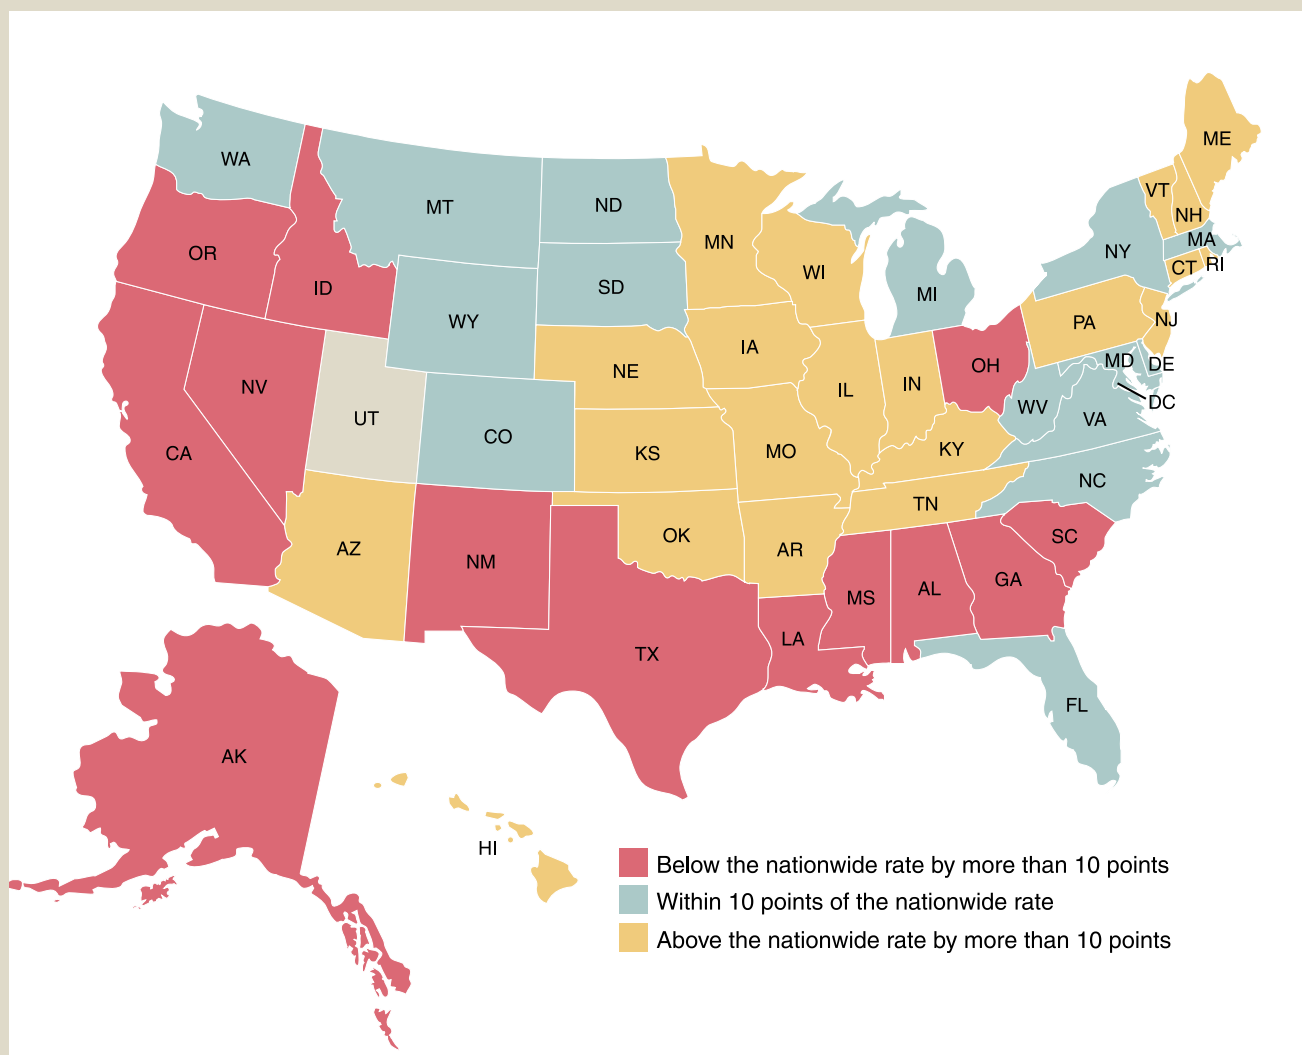 ME
WA
VT
NH
MT
ND
MN
MA
NY
OR
WI
CT
RI
ID
SD
MI
WY
PA
NJ
IA
MD
DE
OH
NE
NV
IN
IL
DC
WV
UT
VA
CO
KY
CA
KS
MO
NC
TN
OK
SC
AZ
AR
NM
GA
AL
MS
LA
TX
FL
AK
HI
Below the nationwide rate by more than 10 points
Within 10 points of the nationwide rate
Above the nationwide rate by more than 10 points